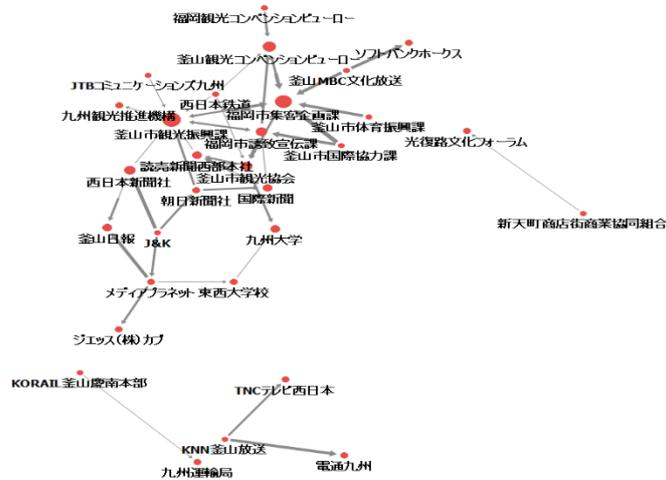 福岡観光コンベンションビューロー
釜山観光コンベンションビューロー
ソフトバンクホークス
釜山MBC文化放送
JTBコミュニケーションズ九州
西日本鉄道
九州観光推進機構
福岡市集客企画課
釜山市観光振興課
釜山市体育振興課
福岡市誘致宣伝課
光復路文化フォーラム
釜山市国際協力課
読売新聞西部本社
西日本新聞社
釜山市観光協会
朝日新聞社
国際新聞
新天町商店街商業協同組合
釜山日報
J&K
九州大学
メディアプラネット
東西大学校
ジエッス(株)カブ
KORAIL釜山慶南本部
TNCテレビ西日本
KNN釜山放送
九州運輸局
電通九州